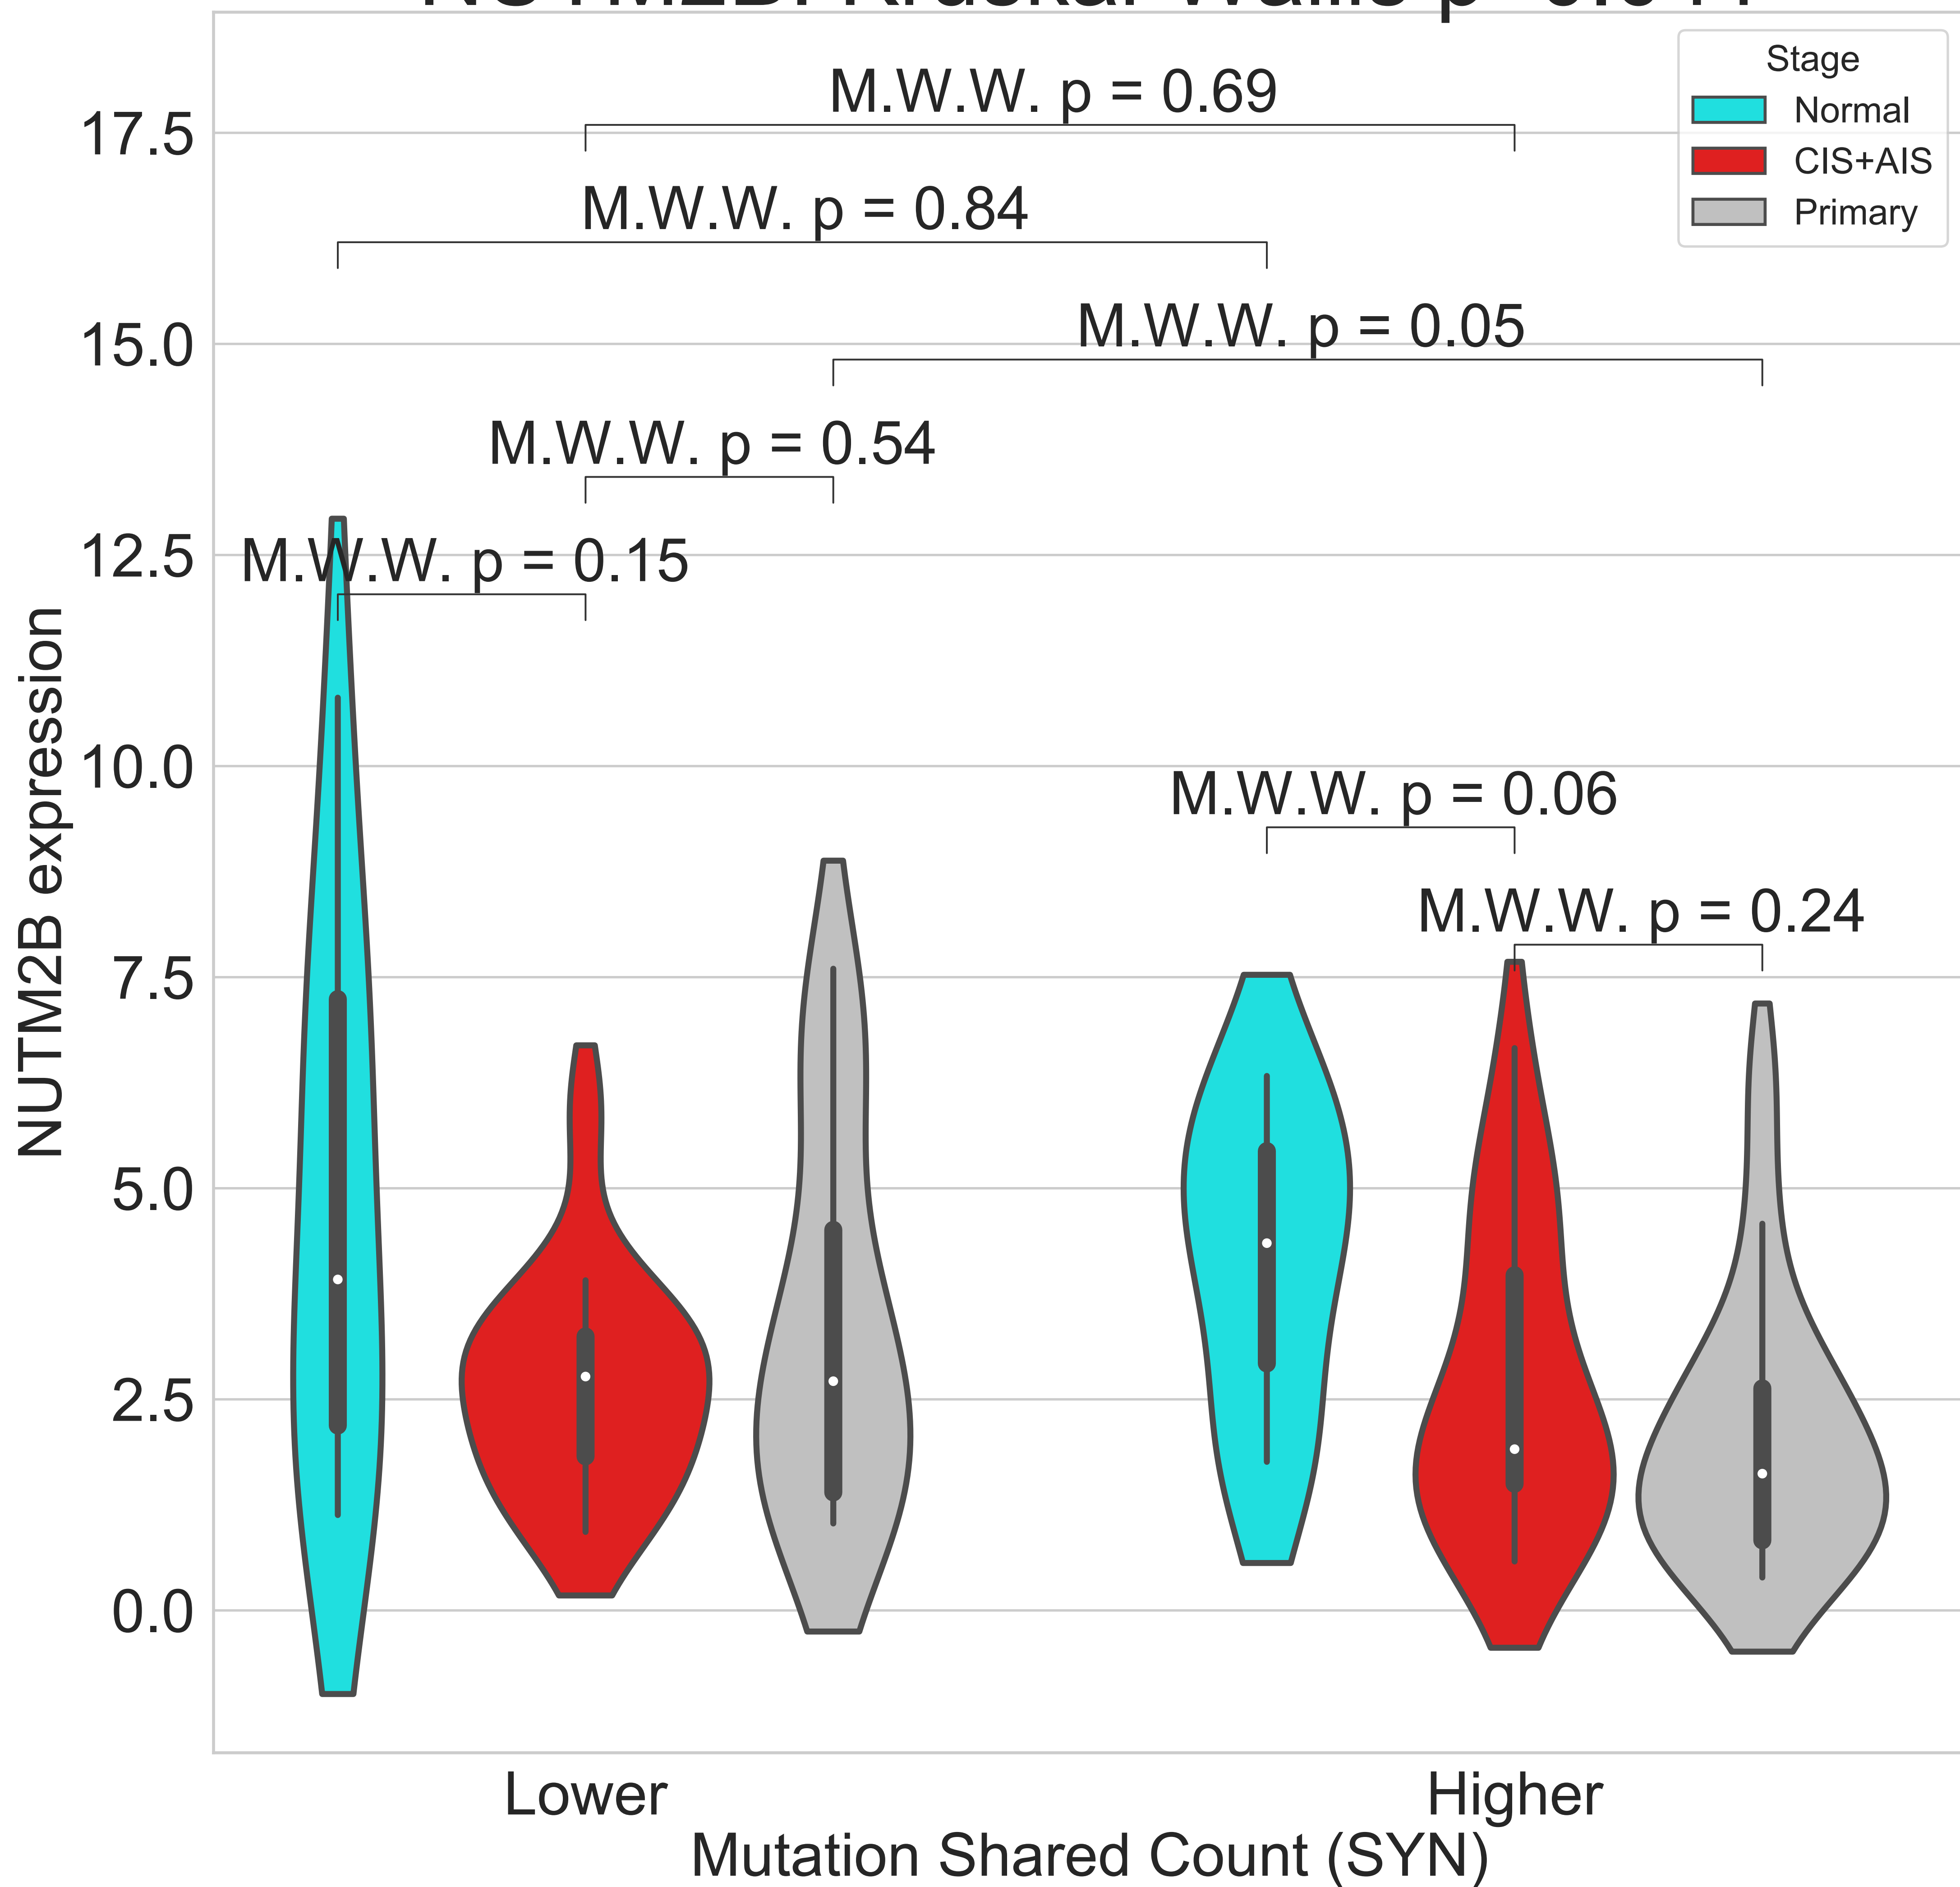 Stage
Normal
CIS+AIS
Primary
M.W.W. p = 0.69
M.W.W. p = 0.84
M.W.W. p = 0.05
M.W.W. p = 0.54
M.W.W. p = 0.15
M.W.W. p = 0.06
M.W.W. p = 0.24
17.5
15.0
12.5
10.0
7.5
5.0
2.5
0.0
NUTM2B expression
Lower
Higher
Mutation Shared Count (SYN)